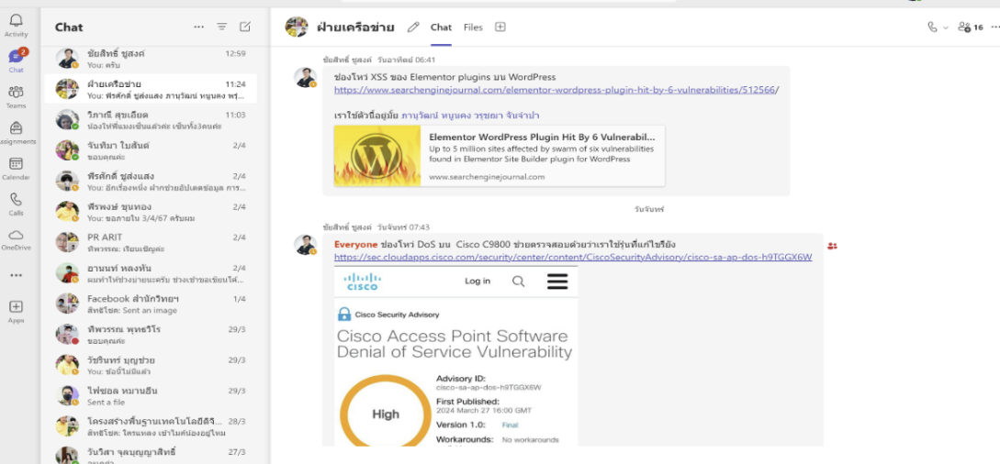 Activity
2
Chat
Teams
Assignments
Calendar
Calls
OneDrive
Apps
Chat
ชัยสิทธิ์ ชูสงค์ 12:59
You: ครับ
ฝ่ายเครือข่าย 11:24
You: พีรศักดิ์ ชูส่งแสง ภานุวัฒน์ หนูนคง พรุ...
วิภาณี สุขเอียด 11:03
น้องให้พี่แมงเซ็นแล้วค่ะ เซ็นทั้ง3คนค่ะ
จันทิมา ใบสันต์ 2/4
ขอบคุณค่ะ
พีรศักดิ์ ชูส่งแสง 2/4
You: อีกเรื่องหนึ่ง ฝากช่วยอัปเดตข้อมูล การ...
พีรพงษ์ ขุนทอง 2/4
You: ขอภายใน 3/4/67 ครับผม
PR ARIT 2/4
ทิพวรรณ: เรียนเชิญค่ะ
อานนท์ หลงหัน 2/4
Facebook สำนักวิทยฯ 1/4
สิทธิโชค: Sent an image
ทิพวรรณ พุทธวิโร 29/3
ขอบคุณค่ะ
วัชรินทร์ บุญช่วย 29/3
You: ช้อนี้ไม่มีแล้ว
ไฟซอล หมานอีน 29/3
Sent a file
โครงสร้างพื้นฐานเทคโนโลยีดิจิ... 28/3
สิทธิโชค: ใครแหลง เข้าไมค์น้องอยู่ไหม
วันวิสา จุลบุญญาสิทธิ์ 27/3
ฝ่ายเครือข่าย Chat Files 16
ชัยสิทธิ์ ชูสงค์ วันอาทิตย์ 06:41
ช่องโหว่ XSS ของ Elementor plugins บน WordPress
https://www.searchenginejournal.com/elementor-wordpress-plugin-hit-by-6-vulnerabilities/512566/
เราใช้ตัวนี้อยู่มั้ย ภานุวัฒน์ หนูนคง วรุชฌา จันจำปา
Elementor WordPress Plugin Hit By 6 Vulnerabil...
Up to 5 million sites affected by swarm of six vulnerabilities
found in Elementor Site Builder plugin for WordPress
www.searchenginejournal.com
วันจันทร์
ชัยสิทธิ์ ชูสงค์ วันจันทร์ 07:43
Everyone ช่องโหว่ DoS บน Cisco C9800 ช่วยตรวจสอบด้วยว่าเราใช้รุ่นที่แก้ไขรึยัง
https://sec.cloudapps.cisco.com/security/center/content/CiscoSecurityAdvisory/cisco-sa-ap-dos-h9TGGX6W
CISCO
Log in
Cisco Security Advisory
Cisco Access Point Software
Denial of Service Vulnerability
High
Advisory ID:
cisco-sa-ap-dos-h9TGGX6W
First Published:
2024 March 27 16:00 GMT
Version 1.0: Final
Workarounds: No workarounds